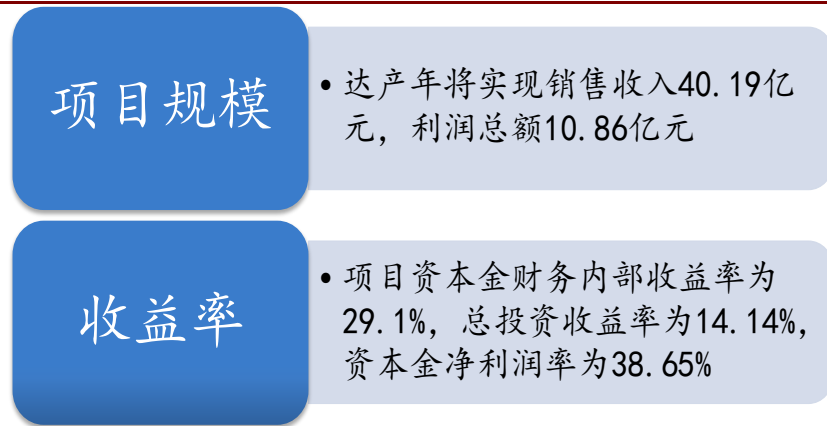 项目规模
•达产年将实现销售收入40.19亿
元，利润总额10.86亿元
收益率
•项目资本金财务内部收益率为
29.1%，总投资收益率为14.14%，
资本金净利润率为38.65%